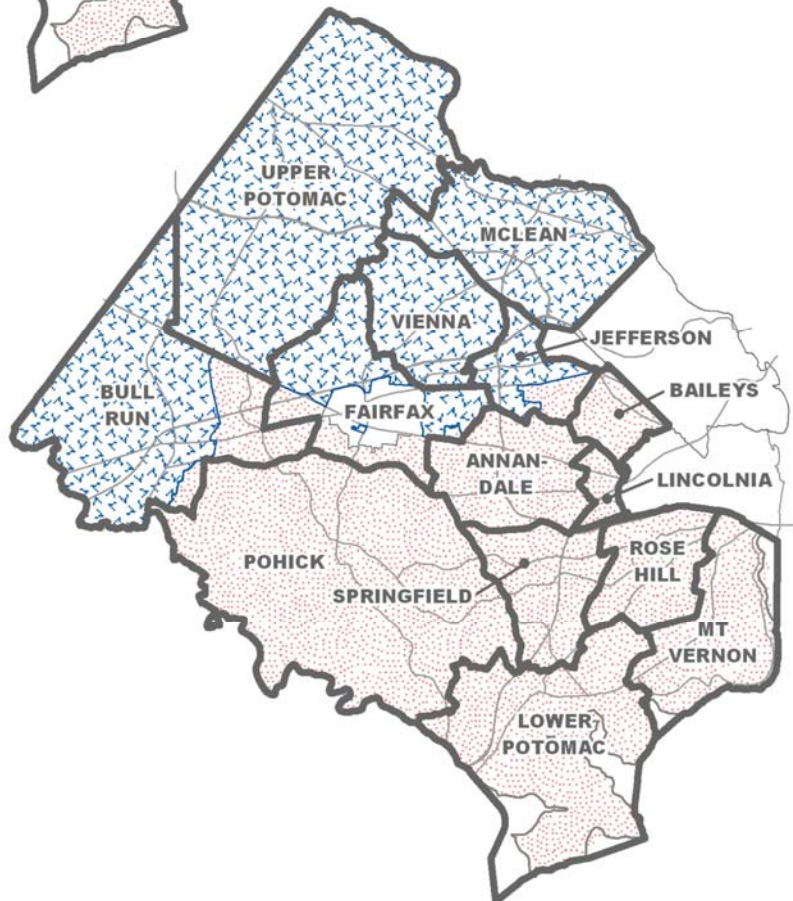 UPPER
POTOMAC
MCLEAN
VIENNA
JEFFERSON
BULL
RUN
FAIRFAX
BAILEYS
ANNAN-
DALE
LINCOLNIA
POHICK
ROSE
HILL
SPRINGFIELD
MT
VERNON
LOWER
POTOMAC